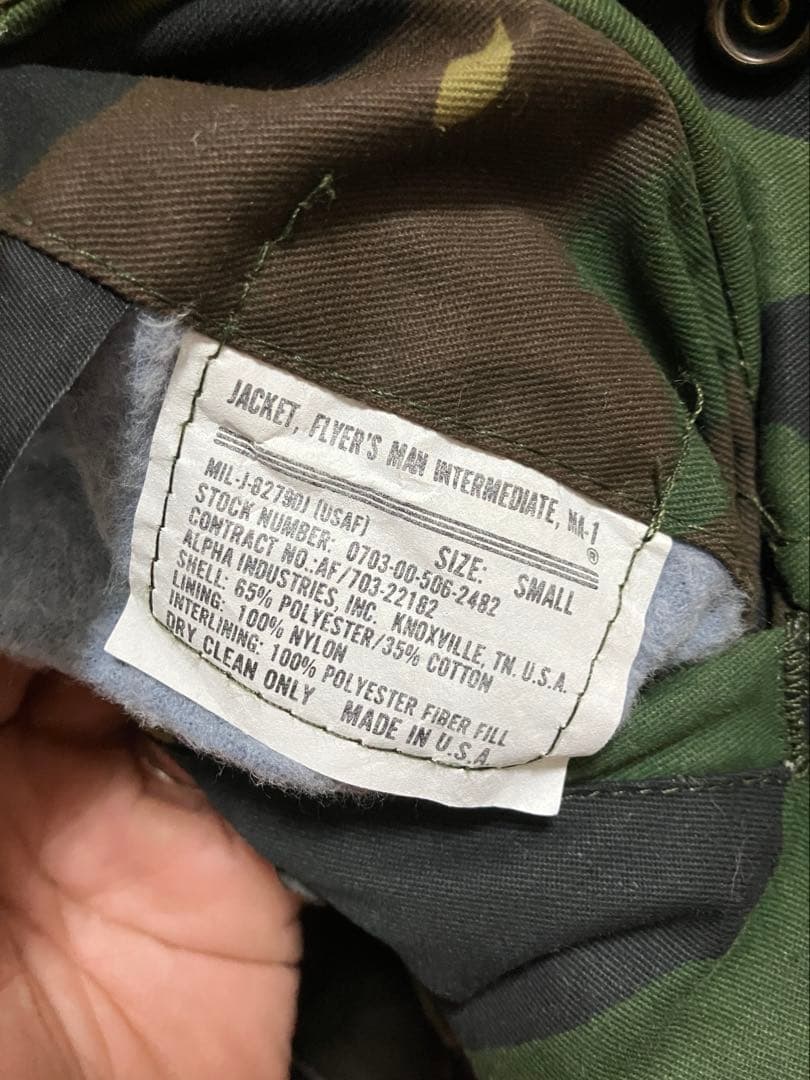 JACKET, FLYER'S MAN INTERMEDIATE, MA-1
®
MIL-J-8279OJ (USAF)
SIZE: SMALL
STOCK NUMBER: 0703-00-506-2482
CONTRACT NO.:AF/703-22182
ALPHA INDUSTRIES, INC. KNOXVILLE, TN. U.S.A.
SHELL: 65% POLYESTER/35% COTTON
LINING: 100% NYLON
INTERLINING: 100% POLYESTER FIBER FILL
DRY CLEAN ONLY MADE IN U.S.A.